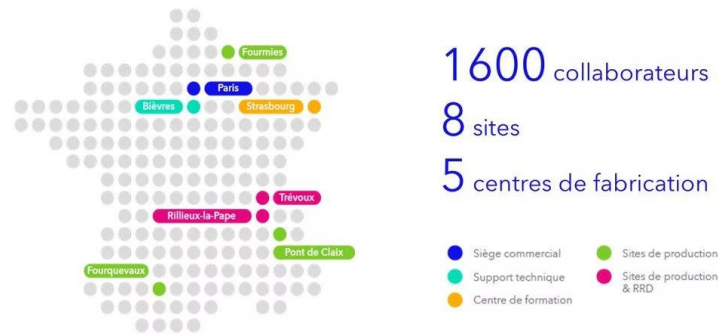 Fourmies
Paris
Bièvres
Strasbourg
Trévoux
Rillieux-la-Pape
Pont de Claix
Fourquevaux
1600 collaborateurs
8 sites
5 centres de fabrication
Siège commercial
Support technique
Centre de formation
Sites de production
Sites de production
& RRD